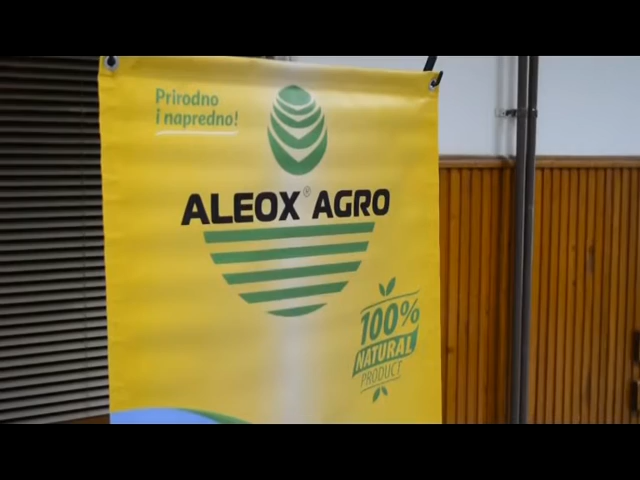 Prirodno
i napredno!
ALEOX® AGRO
100%
NATURAL
PRODUCT